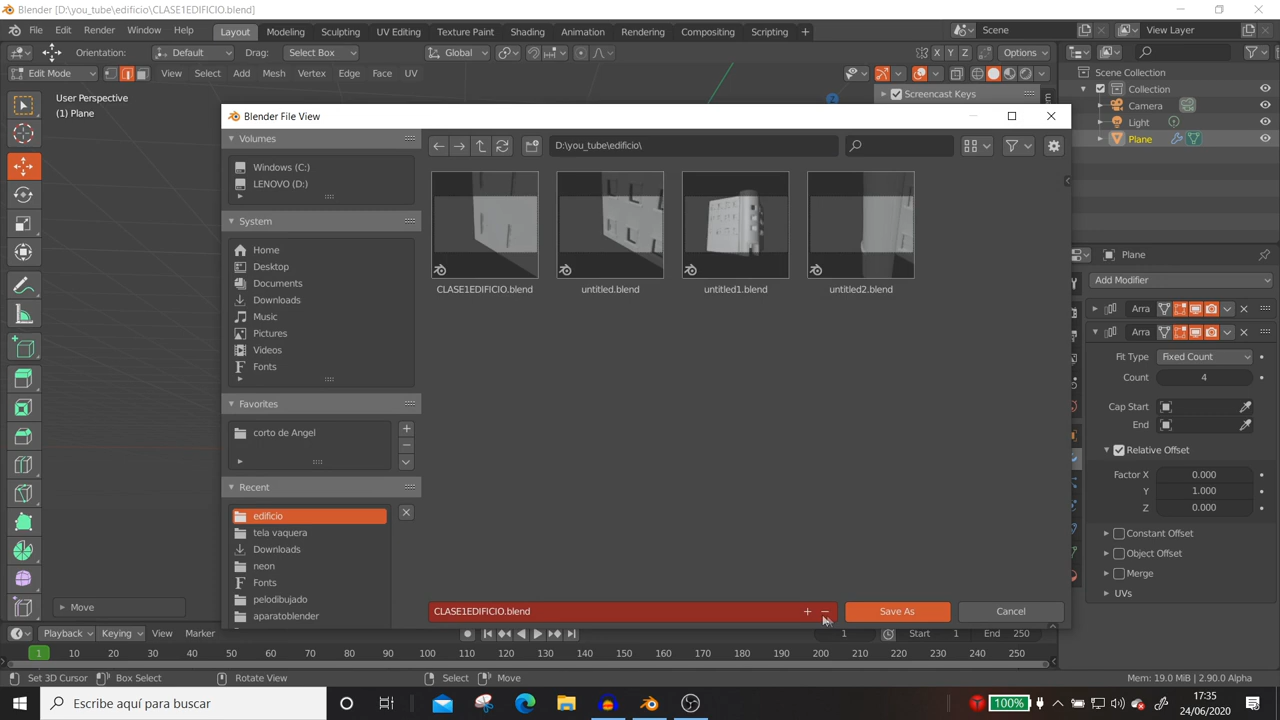 Blender [D:\you_tube\edificio\CLASE1EDIFICIO.blend]
File Edit Render Window Help Layout Modeling Sculpting UV Editing Texture Paint Shading Animation Rendering Compositing Scripting + Scene View Layer
Orientation: Default Drag: Select Box Global X Y Z Options
Edit Mode View Select Add Mesh Vertex Edge Face UV
Scene Collection
Collection
Camera
Light
Plane
User Perspective
(1) Plane
Screencast Keys
Blender File View
Volumes
Windows (C:)
LENOVO (D:)
System
Home
Desktop
Documents
Downloads
Music
Pictures
Videos
Fonts
Favorites
corto de Angel
Recent
edificio
tela vaquera
Downloads
neon
Fonts
pelodibujado
aparatoblender
D:\you_tube\edificio\
CLASE1EDIFICIO.blend untitled.blend untitled1.blend untitled2.blend
CLASE1EDIFICIO.blend + − Save As Cancel
Plane
Add Modifier
Arra
Arra
Fit Type Fixed Count
Count 4
Cap Start
End
Relative Offset
Factor X 0.000
Y 1.000
Z 0.000
Constant Offset
Object Offset
Merge
UVs
Move
Playback Keying View Marker 1 Start 1 End 250
1 10 20 30 40 50 60 70 80 90 100 110 120 130 140 150 160 170 180 190 200 210 220 230 240 250
Set 3D Cursor Box Select Rotate View Select Move Mem: 19.0 MiB | 2.90.0 Alpha
Escribe aquí para buscar
100%
17:35
24/06/2020